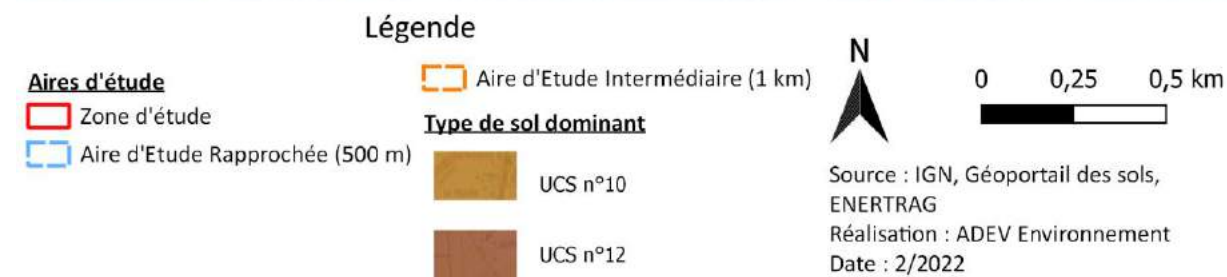 Légende
Aires d'étude
Zone d'étude
Aire d'Etude Rapprochée (500 m)
Aire d'Etude Intermédiaire (1 km)
Type de sol dominant
UCS n°10
UCS n°12
N
0 0,25 0,5 km
Source : IGN, Géoportail des sols,
ENERTRAG
Réalisation : ADEV Environnement
Date : 2/2022